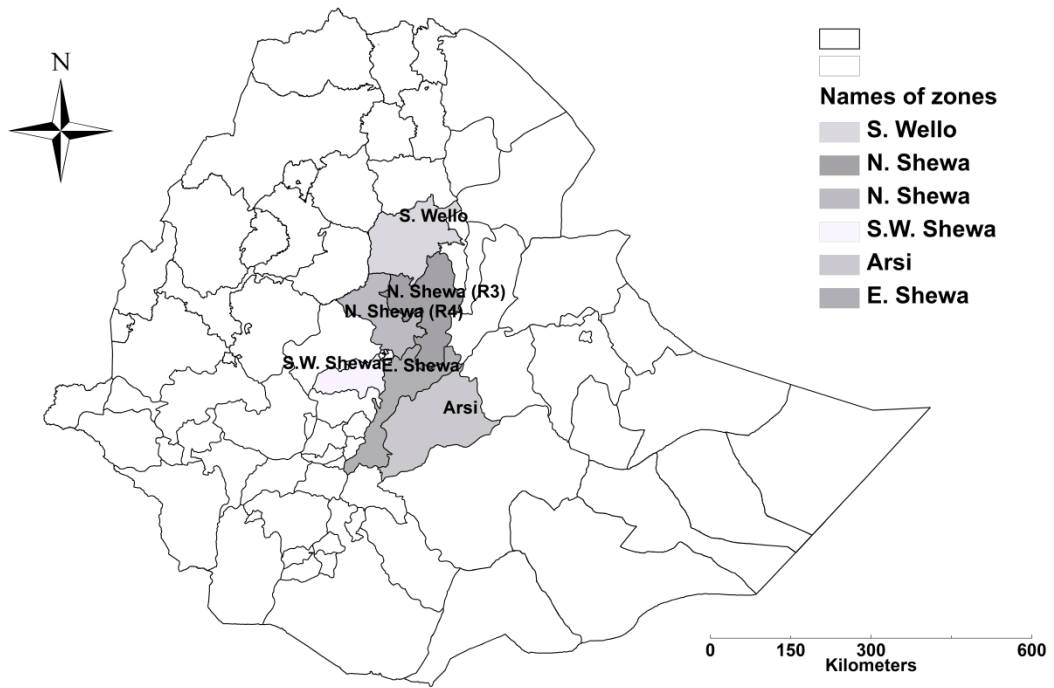 N
Names of zones
S. Wello
N. Shewa
N. Shewa
S.W. Shewa
Arsi
E. Shewa
S. Wello
N. Shewa (R3)
N. Shewa (R4)
S.W. Shewa
E. Shewa
Arsi
0 150 300 600
Kilometers